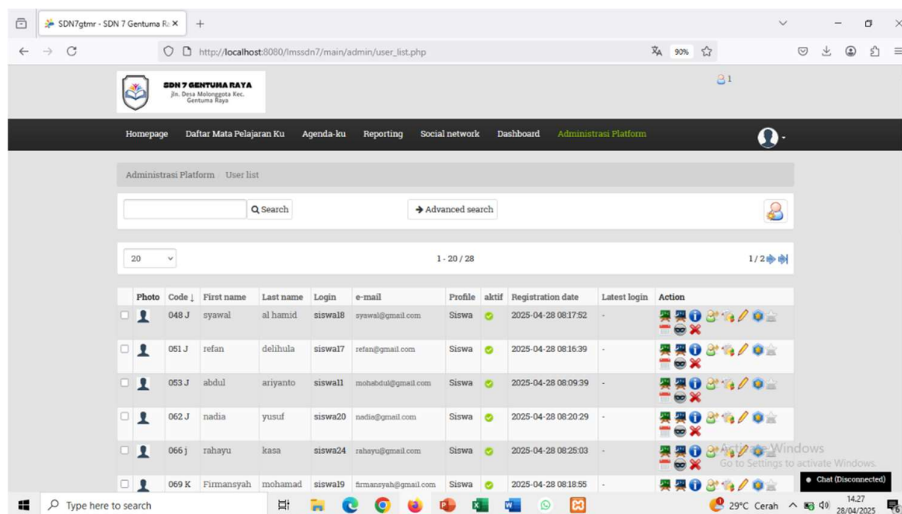 SDN7gtmr - SDN 7 Gentuma Ra
http://localhost:8080/lmssdn7/main/admin/user_list.php
90%
SDN 7 GENTUMA RAYA
jln. Desa Molonggota Kec.
Gentuma Raya
1
Homepage Daftar Mata Pelajaran Ku Agenda-ku Reporting Social network Dashboard Administrasi Platform
Administrasi Platform User list
Search
Advanced search
20
1 - 20 / 28
1 / 2
Photo Code ↓ First name Last name Login e-mail Profile aktif Registration date Latest login Action
048 J syawal al hamid siswa18 syawal@gmail.com Siswa 2025-04-28 08:17:52 -
051 J refan delihula siswa17 refan@gmail.com Siswa 2025-04-28 08:16:39 -
053 J abdul ariyanto siswa11 mohabdul@gmail.com Siswa 2025-04-28 08:09:39 -
062 J nadia yusuf siswa20 nadia@gmail.com Siswa 2025-04-28 08:20:29 -
066 j rahayu kasa siswa24 rahayu@gmail.com Siswa 2025-04-28 08:25:03 -
Activate Windows
Go to Settings to activate Windows.
069 K Firmansyah mohamad siswa19 firmansyah@gmail.com Siswa 2025-04-28 08:18:55 -
Chat (Disconnected)
Type here to search
29°C Cerah
14.27
28/04/2025
6